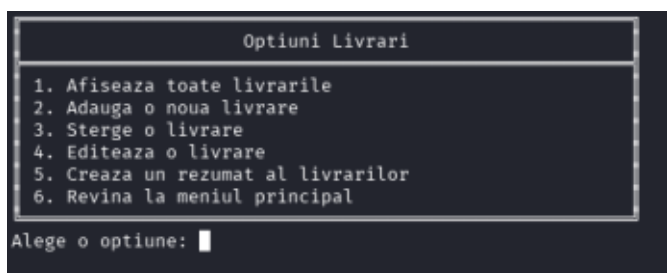 Optiuni Livrari
1. Afiseaza toate livrarile
2. Adauga o noua livrare
3. Sterge o livrare
4. Editeaza o livrare
5. Creaza un rezumat al livrarilor
6. Revina la meniul principal
Alege o optiune: